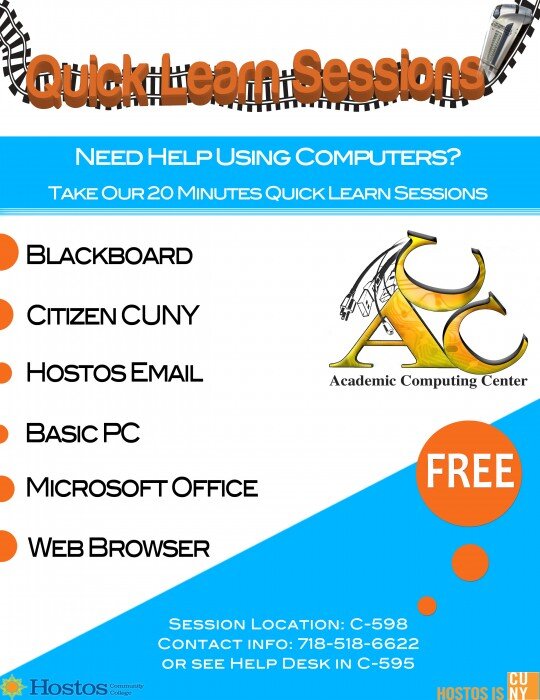 Quick Learn Sessions
Need Help Using Computers?
Take Our 20 Minutes Quick Learn Sessions
Blackboard
Citizen CUNY
Hostos Email
Basic PC
Microsoft Office
Web Browser
ACC
Academic Computing Center
FREE
Session Location: C-598
Contact info: 718-518-6622
or see Help Desk in C-595
Hostos Community College
HOSTOS IS CUNY